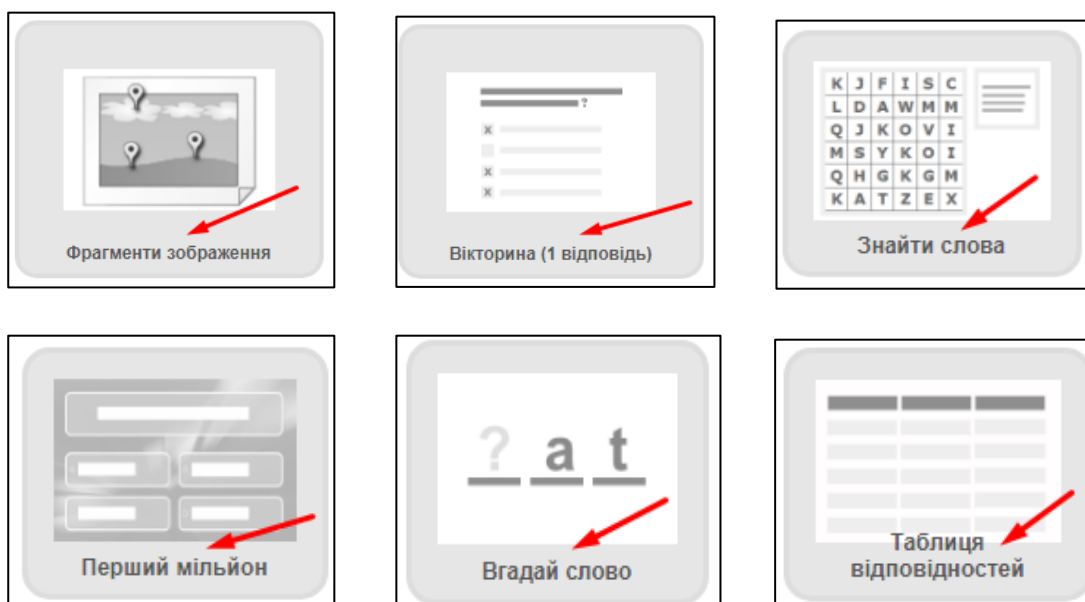 ?
X
X
X
Фрагменти зображення
Вікторина (1 відповідь)
K J F I S C
L D A W M M
Q J K O V I
M S Y K O I
Q H G K G M
K A T Z E X
Знайти слова
Перший мільйон
? a t
Вгадай слово
Таблиця
відповідностей